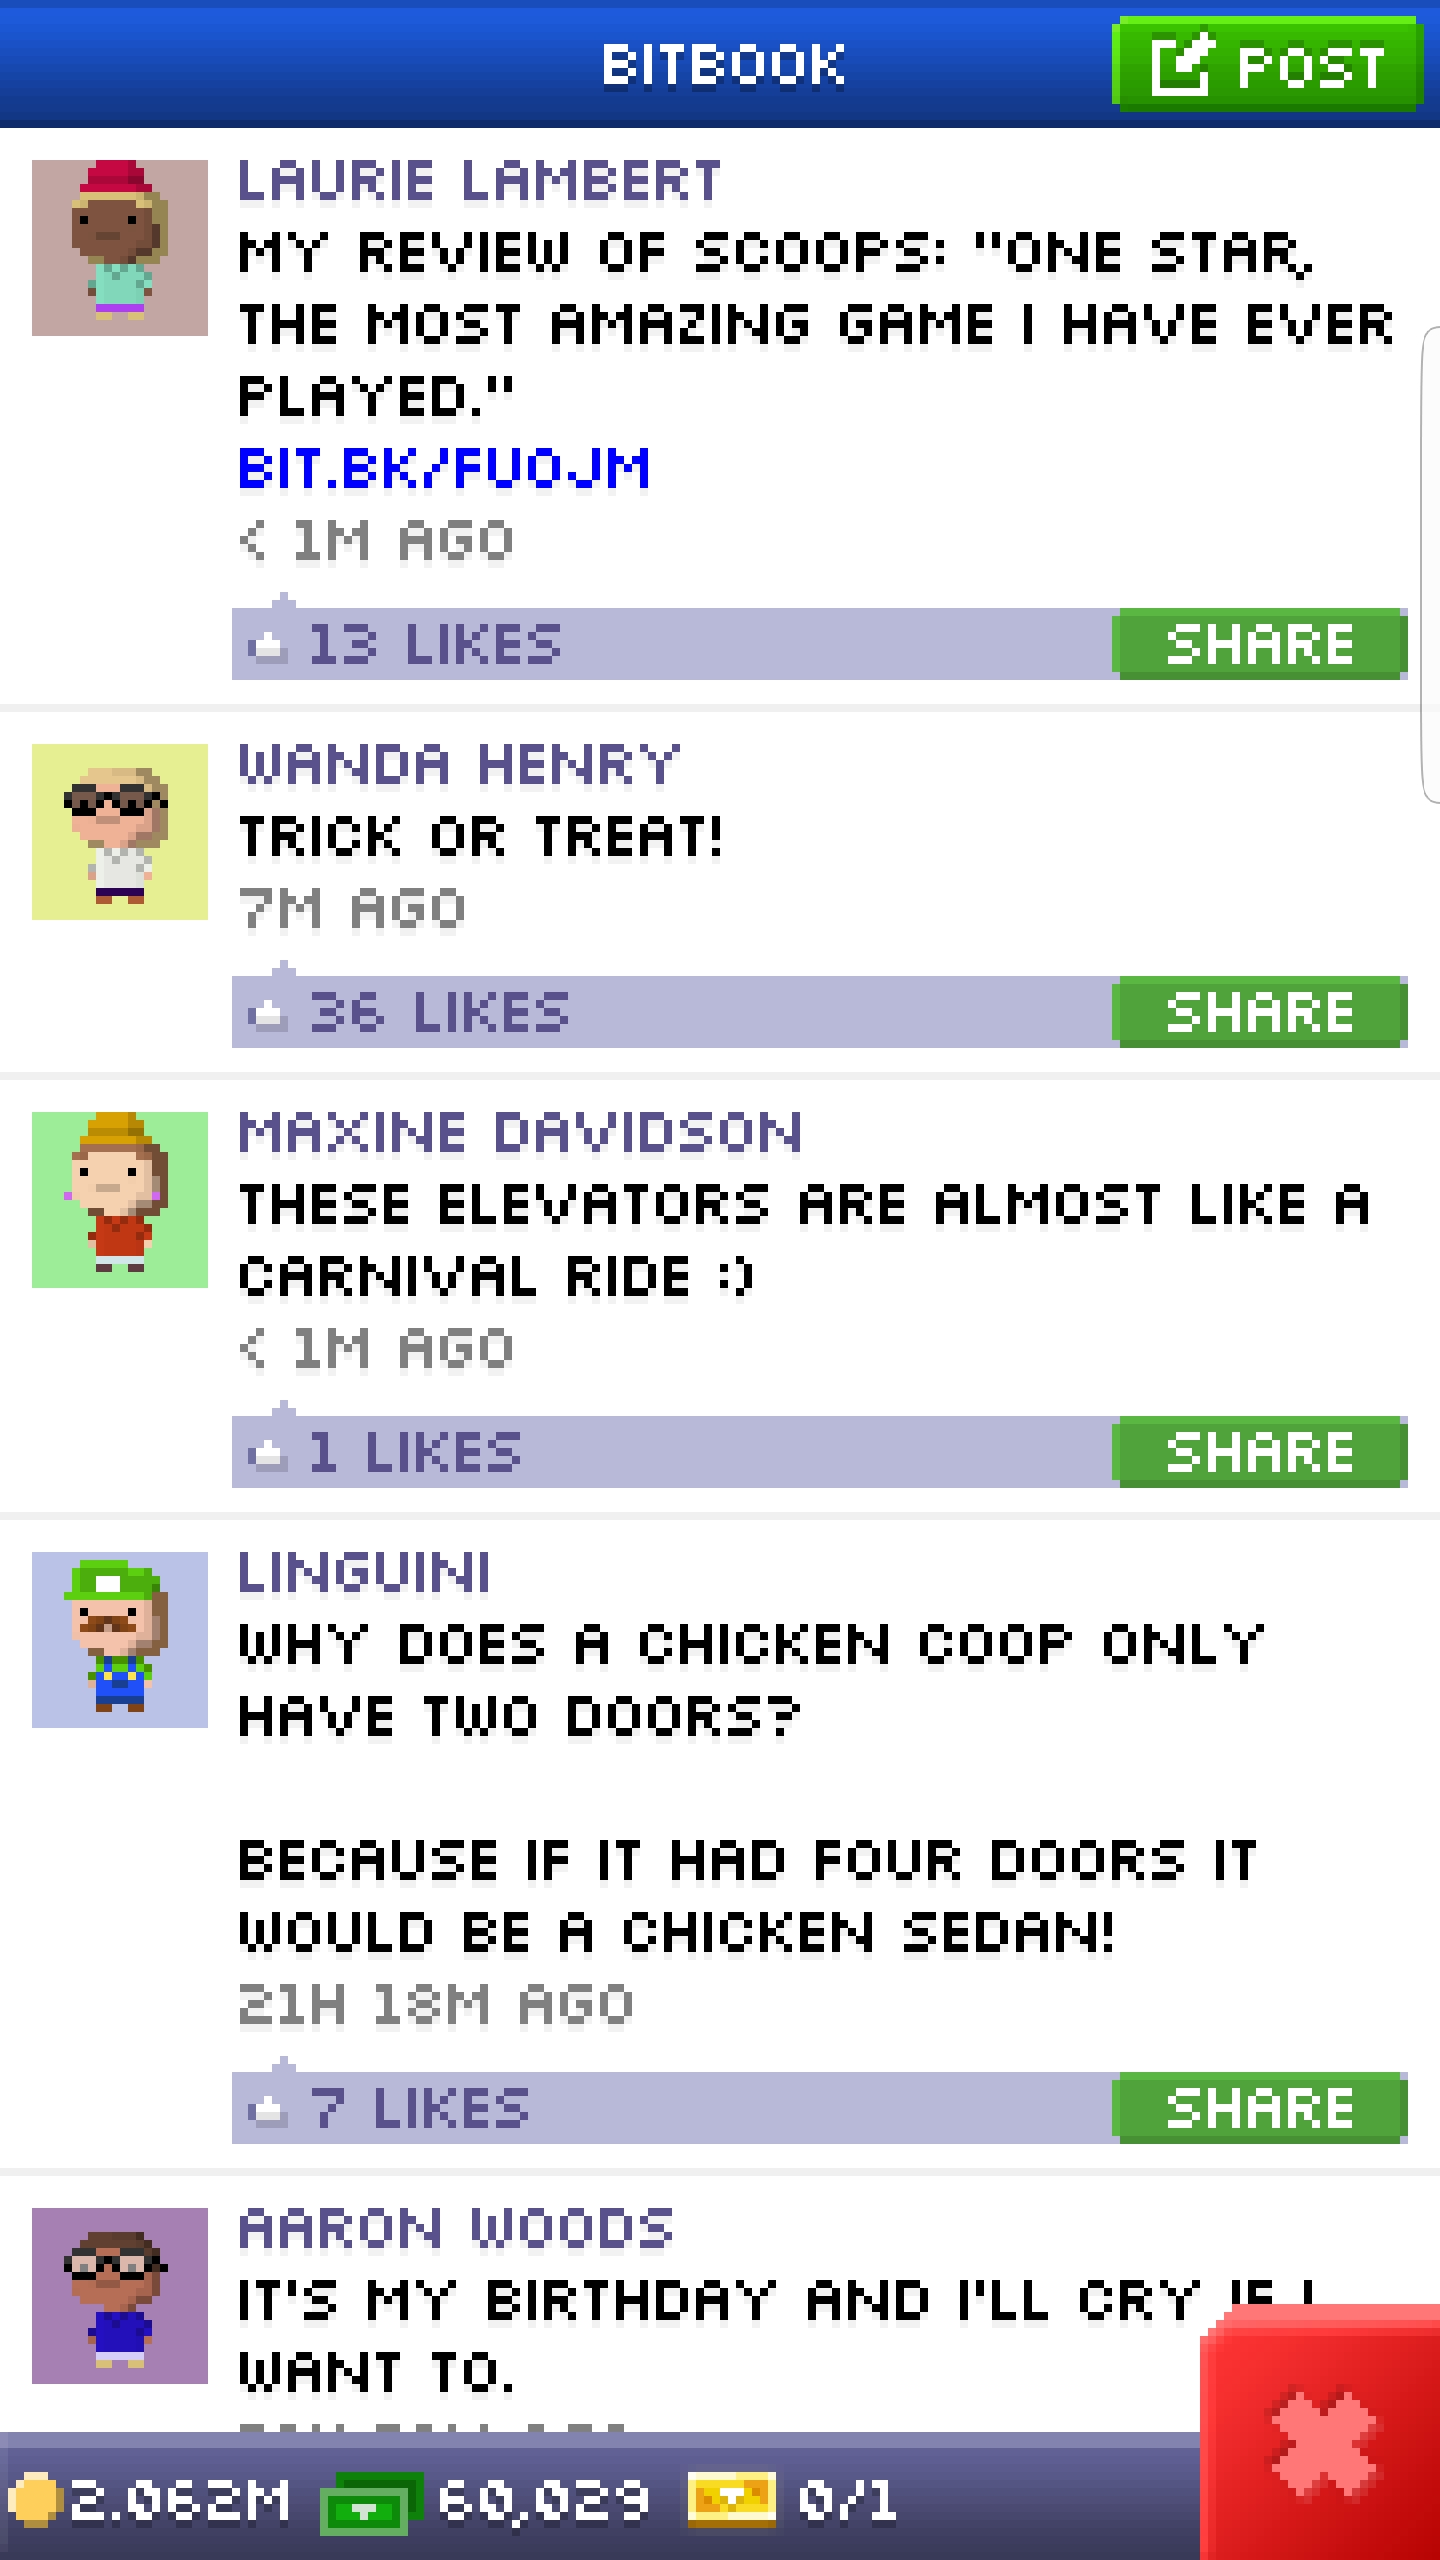 BITBOOK
POST
LAURIE LAMBERT
MY REVIEW OF SCOOPS: "ONE STAR,
THE MOST AMAZING GAME I HAVE EVER
PLAYED."
BIT.BK/FUOJM
< 1M AGO
13 LIKES
SHARE
WANDA HENRY
TRICK OR TREAT!
7M AGO
36 LIKES
SHARE
MAXINE DAVIDSON
THESE ELEVATORS ARE ALMOST LIKE A
CARNIVAL RIDE :)
< 1M AGO
1 LIKES
SHARE
LINGUINI
WHY DOES A CHICKEN COOP ONLY
HAVE TWO DOORS?
BECAUSE IF IT HAD FOUR DOORS IT
WOULD BE A CHICKEN SEDAN!
21H 18M AGO
7 LIKES
SHARE
AARON WOODS
IT'S MY BIRTHDAY AND I'LL CRY IF I
WANT TO.
2.062M
60,029
0/1